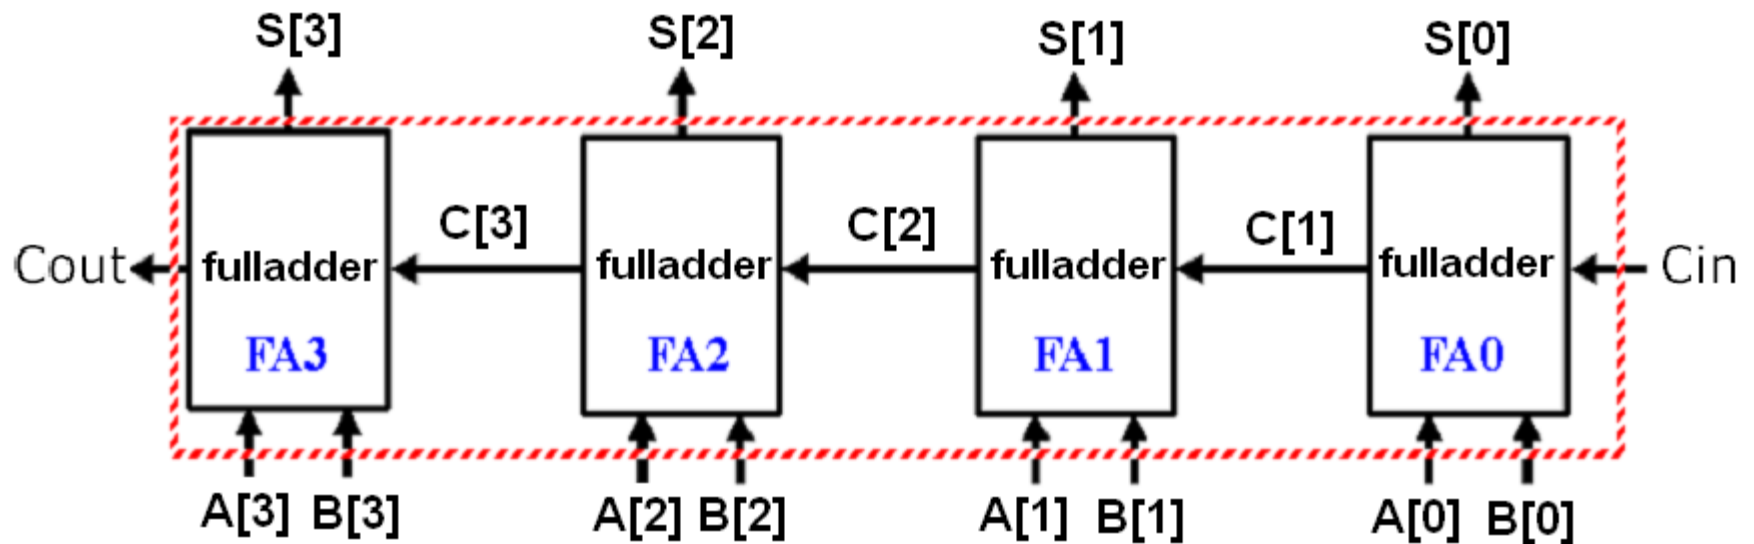 S[3] S[2] S[1] S[0]
C[3] C[2] C[1]
Cout fulladder fulladder fulladder fulladder Cin
FA3 FA2 FA1 FA0
A[3] B[3] A[2] B[2] A[1] B[1] A[0] B[0]